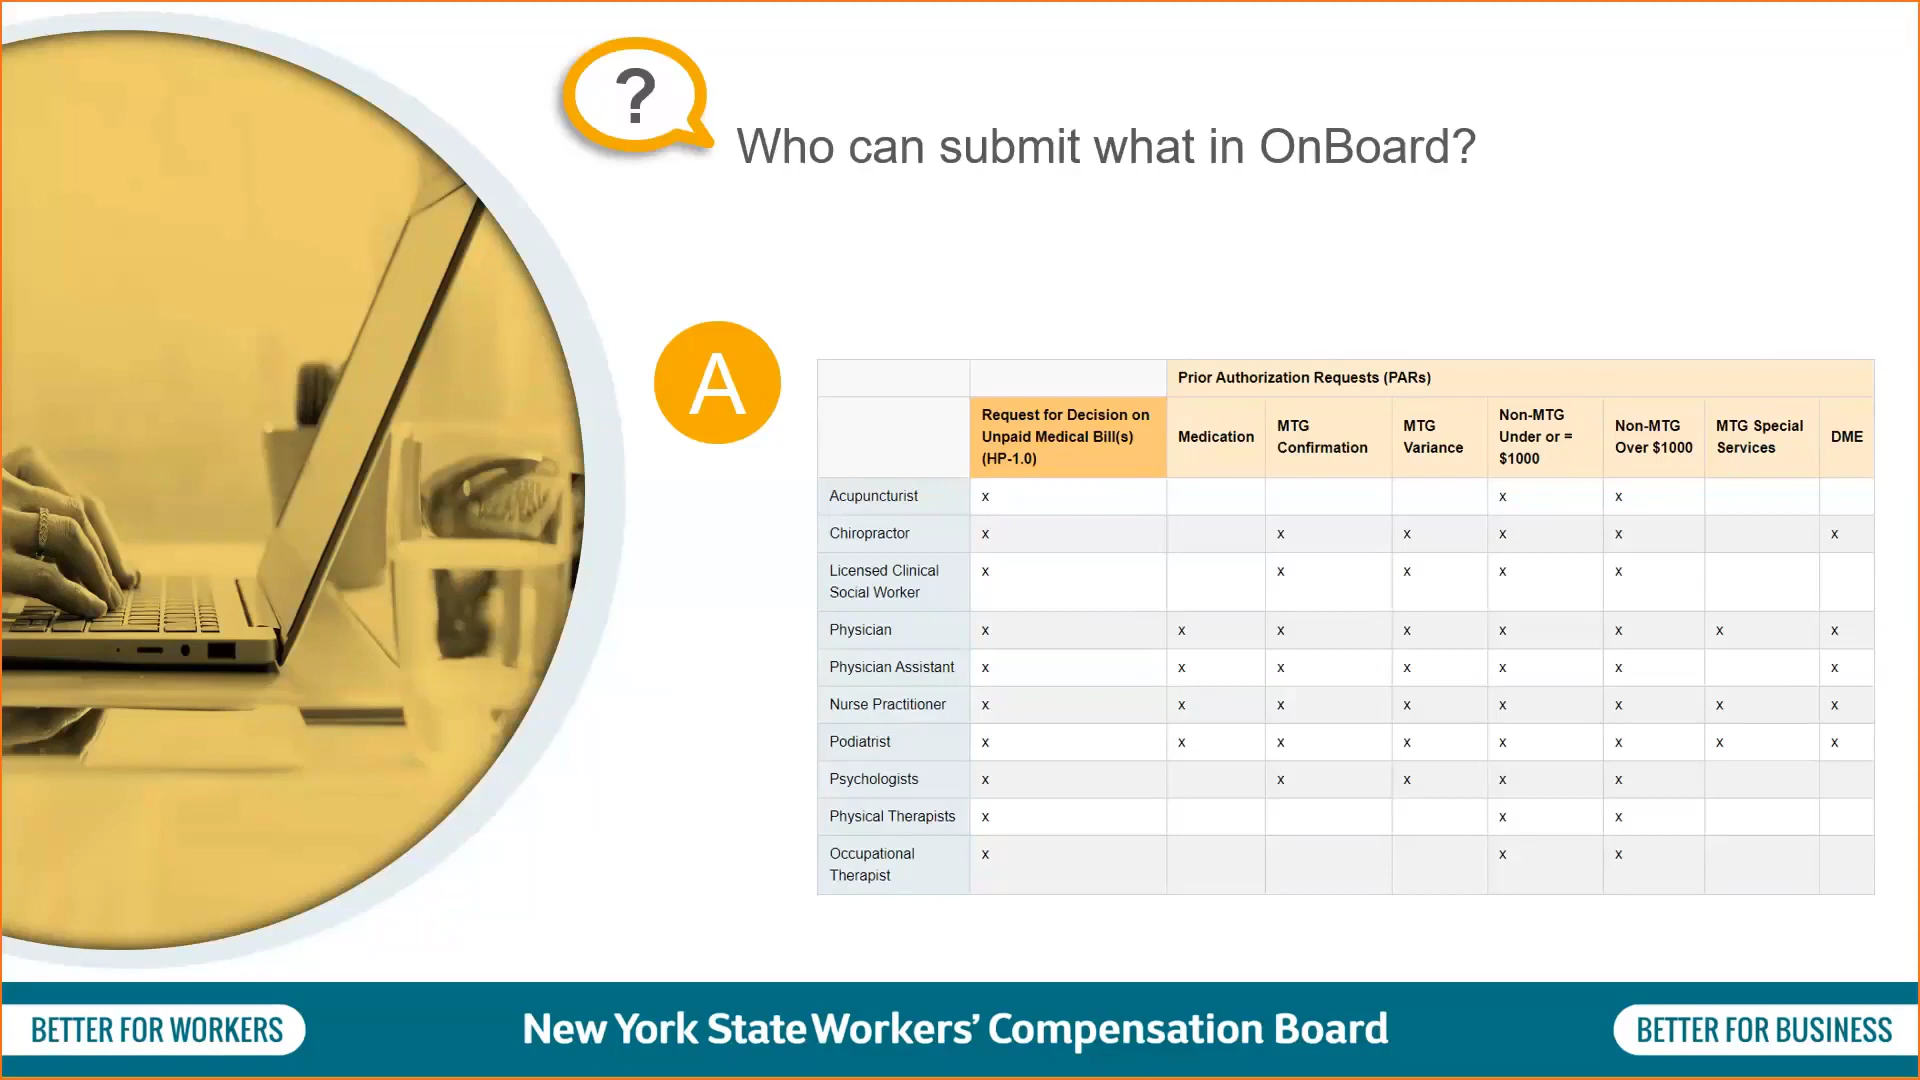 ?
Who can submit what in OnBoard?
A
Prior Authorization Requests (PARs)
Request for Decision on Unpaid Medical Bill(s) (HP-1.0) Medication MTG Confirmation MTG Variance Non-MTG Under or = $1000 Non-MTG Over $1000 MTG Special Services DME
Acupuncturist x x x
Chiropractor x x x x x x
Licensed Clinical Social Worker x x x x x
Physician x x x x x x x x
Physician Assistant x x x x x x x
Nurse Practitioner x x x x x x x x
Podiatrist x x x x x x x x
Psychologists x x x x x
Physical Therapists x x x
Occupational Therapist x x x
BETTER FOR WORKERS
New York State Workers’ Compensation Board
BETTER FOR BUSINESS